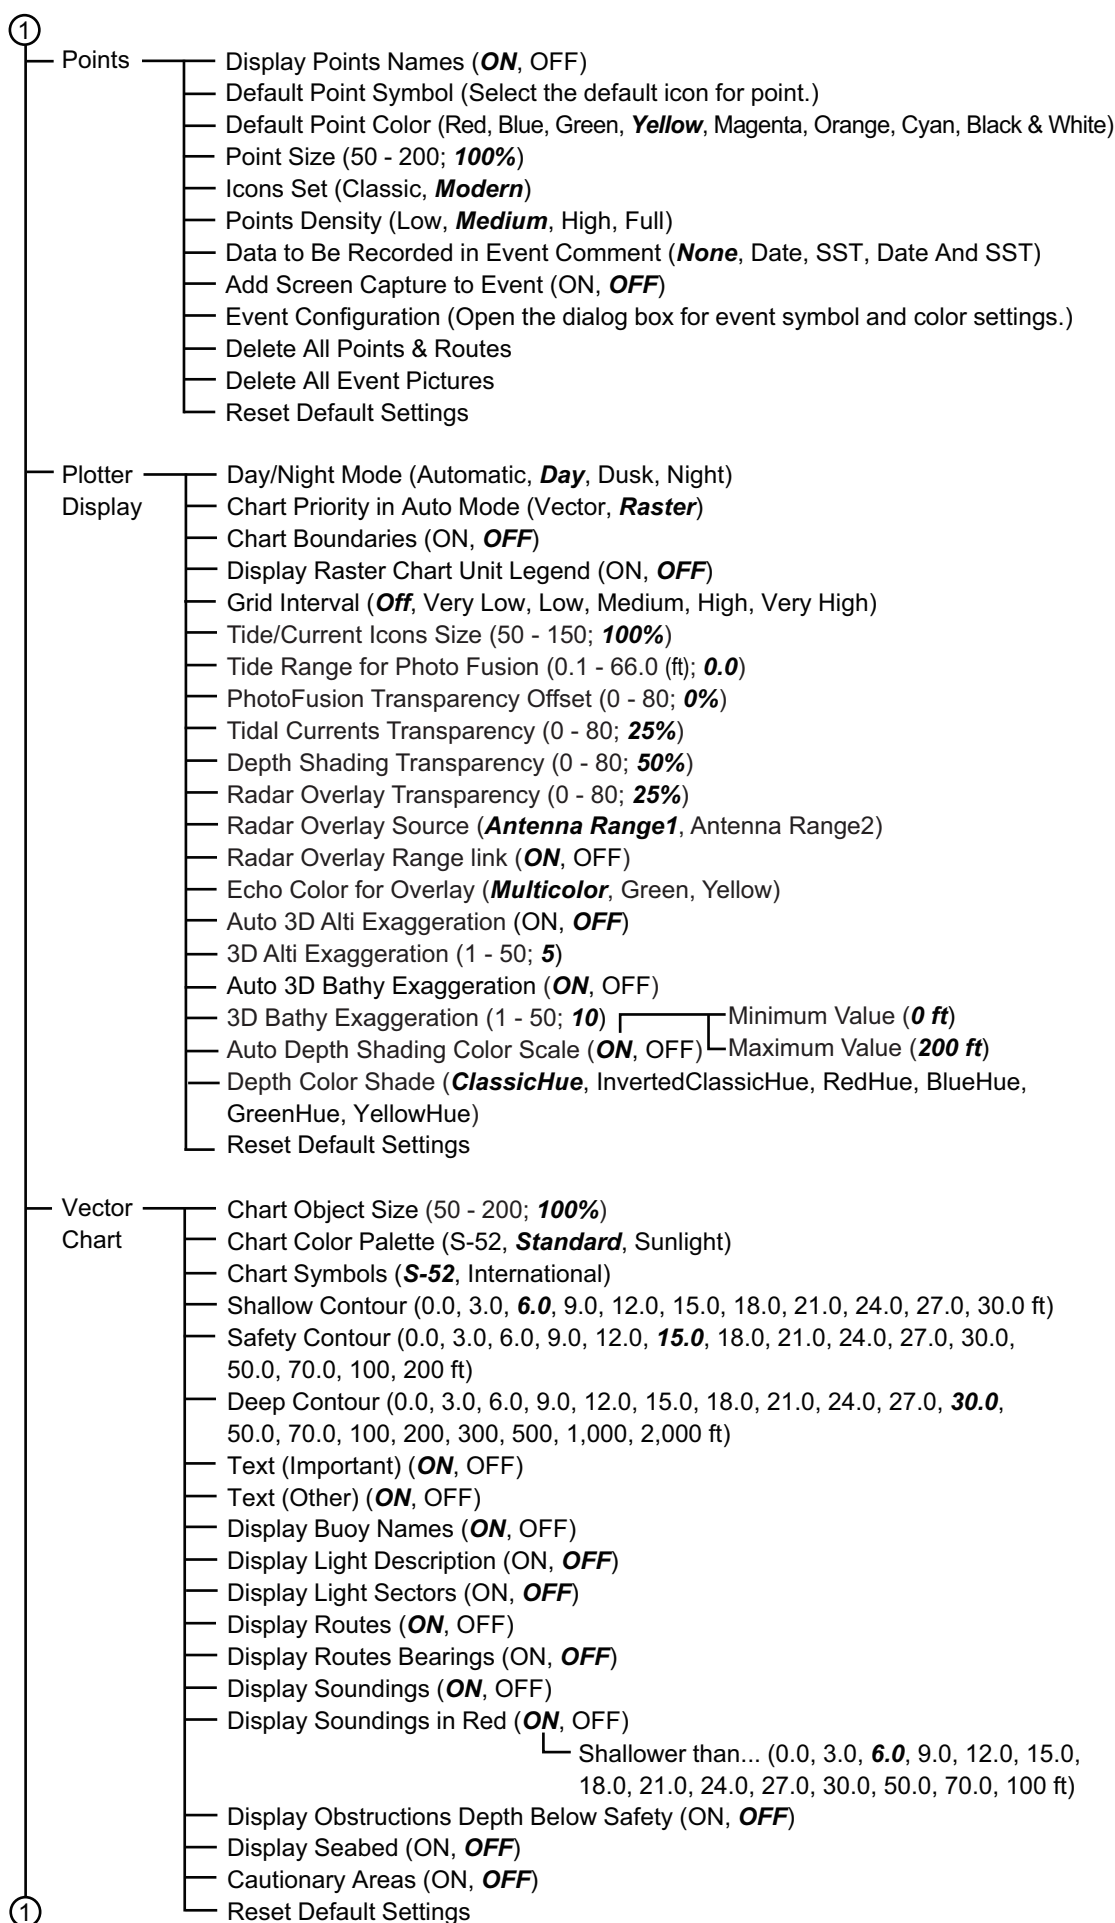 1
Points
Display Points Names (ON, OFF)
Default Point Symbol (Select the default icon for point.)
Default Point Color (Red, Blue, Green, Yellow, Magenta, Orange, Cyan, Black & White)
Point Size (50 - 200; 100%)
Icons Set (Classic, Modern)
Points Density (Low, Medium, High, Full)
Data to Be Recorded in Event Comment (None, Date, SST, Date And SST)
Add Screen Capture to Event (ON, OFF)
Event Configuration (Open the dialog box for event symbol and color settings.)
Delete All Points & Routes
Delete All Event Pictures
Reset Default Settings
Plotter
Display
Day/Night Mode (Automatic, Day, Dusk, Night)
Chart Priority in Auto Mode (Vector, Raster)
Chart Boundaries (ON, OFF)
Display Raster Chart Unit Legend (ON, OFF)
Grid Interval (Off, Very Low, Low, Medium, High, Very High)
Tide/Current Icons Size (50 - 150; 100%)
Tide Range for Photo Fusion (0.1 - 66.0 (ft); 0.0)
PhotoFusion Transparency Offset (0 - 80; 0%)
Tidal Currents Transparency (0 - 80; 25%)
Depth Shading Transparency (0 - 80; 50%)
Radar Overlay Transparency (0 - 80; 25%)
Radar Overlay Source (Antenna Range1, Antenna Range2)
Radar Overlay Range link (ON, OFF)
Echo Color for Overlay (Multicolor, Green, Yellow)
Auto 3D Alti Exaggeration (ON, OFF)
3D Alti Exaggeration (1 - 50; 5)
Auto 3D Bathy Exaggeration (ON, OFF)
3D Bathy Exaggeration (1 - 50; 10)
Minimum Value (0 ft)
Auto Depth Shading Color Scale (ON, OFF)
Maximum Value (200 ft)
Depth Color Shade (ClassicHue, InvertedClassicHue, RedHue, BlueHue,
GreenHue, YellowHue)
Reset Default Settings
Vector
Chart
Chart Object Size (50 - 200; 100%)
Chart Color Palette (S-52, Standard, Sunlight)
Chart Symbols (S-52, International)
Shallow Contour (0.0, 3.0, 6.0, 9.0, 12.0, 15.0, 18.0, 21.0, 24.0, 27.0, 30.0 ft)
Safety Contour (0.0, 3.0, 6.0, 9.0, 12.0, 15.0, 18.0, 21.0, 24.0, 27.0, 30.0,
50.0, 70.0, 100, 200 ft)
Deep Contour (0.0, 3.0, 6.0, 9.0, 12.0, 15.0, 18.0, 21.0, 24.0, 27.0, 30.0,
50.0, 70.0, 100, 200, 300, 500, 1,000, 2,000 ft)
Text (Important) (ON, OFF)
Text (Other) (ON, OFF)
Display Buoy Names (ON, OFF)
Display Light Description (ON, OFF)
Display Light Sectors (ON, OFF)
Display Routes (ON, OFF)
Display Routes Bearings (ON, OFF)
Display Soundings (ON, OFF)
Display Soundings in Red (ON, OFF)
Shallower than... (0.0, 3.0, 6.0, 9.0, 12.0, 15.0,
18.0, 21.0, 24.0, 27.0, 30.0, 50.0, 70.0, 100 ft)
Display Obstructions Depth Below Safety (ON, OFF)
Display Seabed (ON, OFF)
Cautionary Areas (ON, OFF)
Reset Default Settings
1